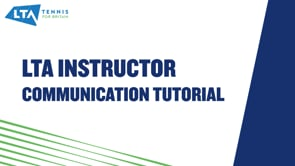 LTA TENNIS
FOR BRITAIN
LTA INSTRUCTOR
COMMUNICATION TUTORIAL